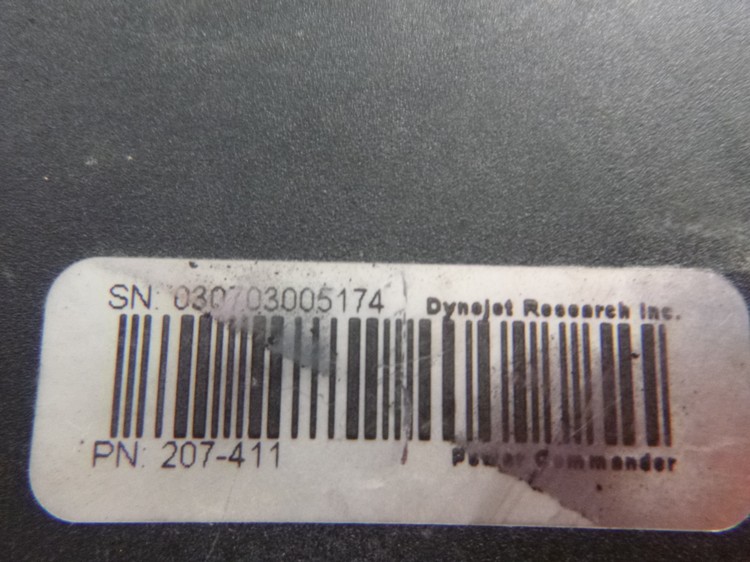 SN: 030703005174 Dynojet Research Inc.
PN: 207-411 Power Commander